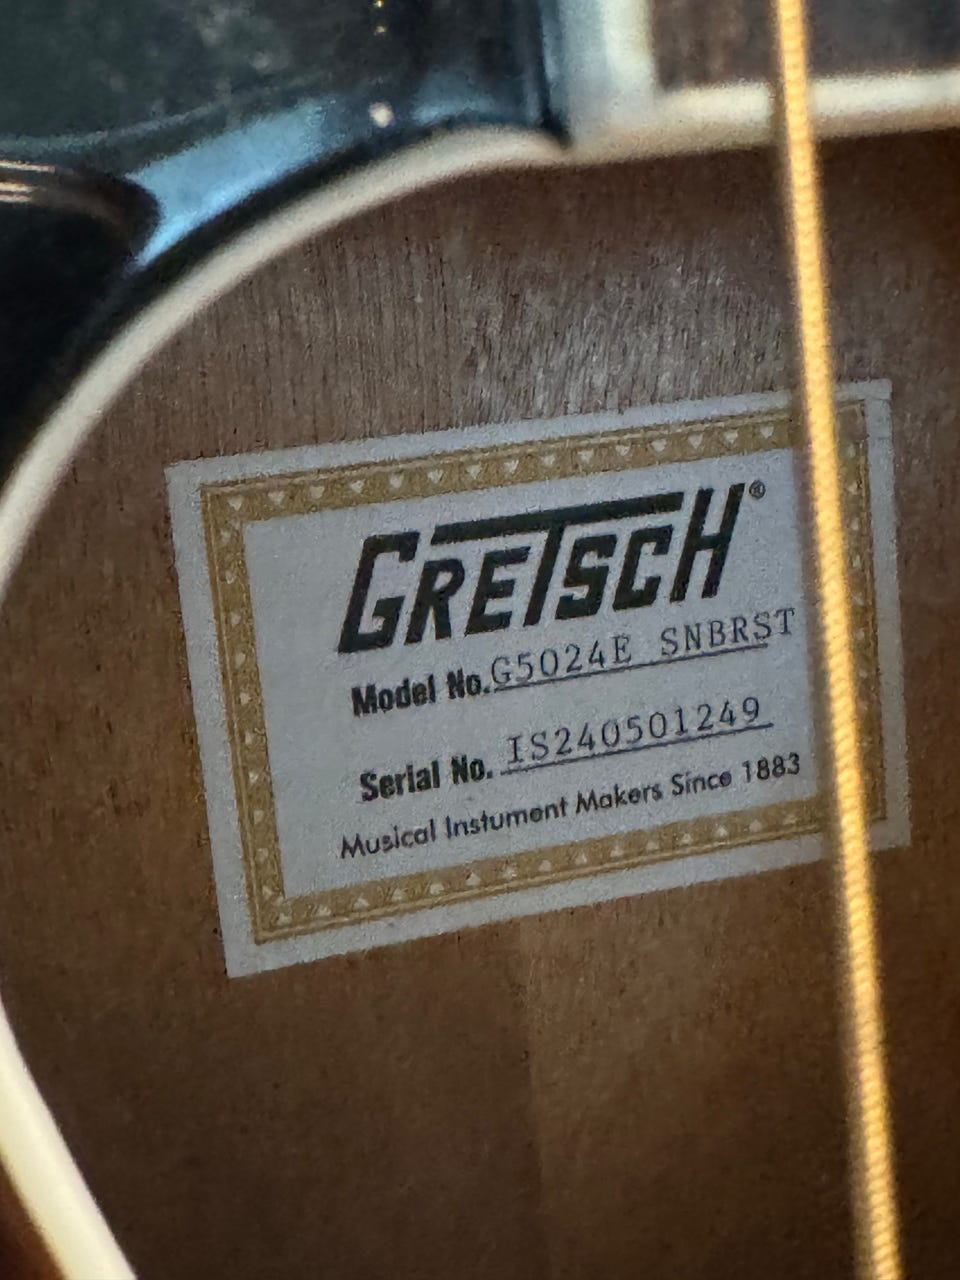 GRETSCH®
Model No. G5024E SNBRST
Serial No. IS240501249
Musical Instument Makers Since 1883